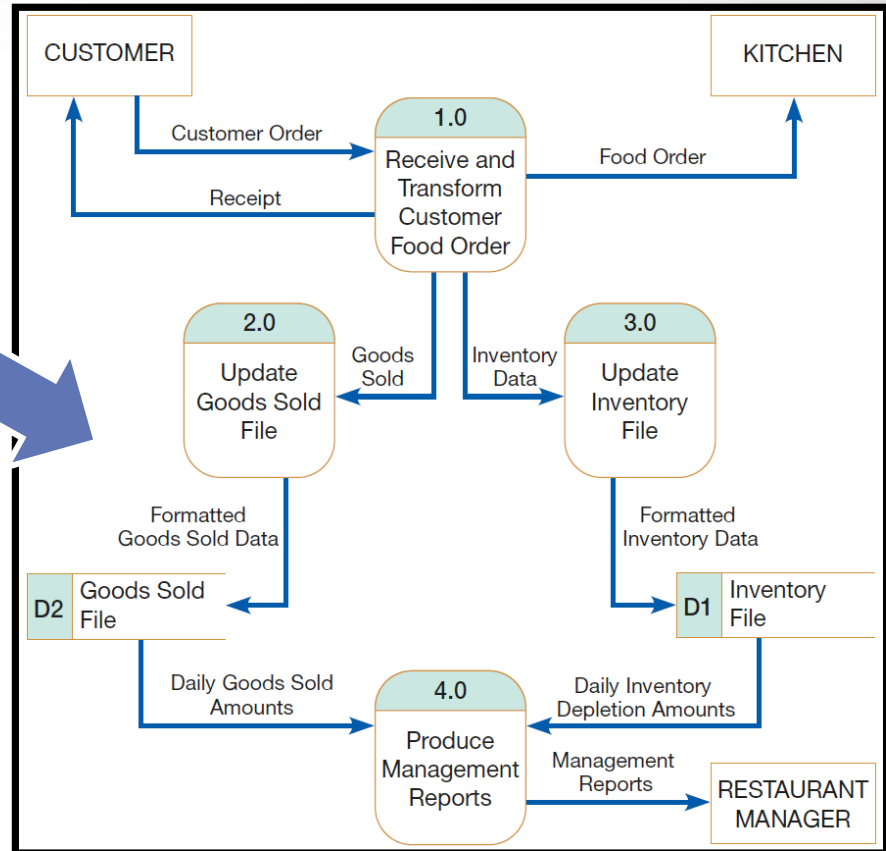 CUSTOMER
KITCHEN
1.0
Customer Order
Receive and
Transform
Customer
Food Order
Food Order
Receipt
2.0
3.0
Goods
Sold
Inventory
Data
Update
Goods Sold
File
Update
Inventory
File
Formatted
Goods Sold Data
Formatted
Inventory Data
D2
Goods Sold
File
D1
Inventory
File
Daily Goods Sold
Amounts
4.0
Daily Inventory
Depletion Amounts
Produce
Management
Reports
Management
Reports
RESTAURANT
MANAGER